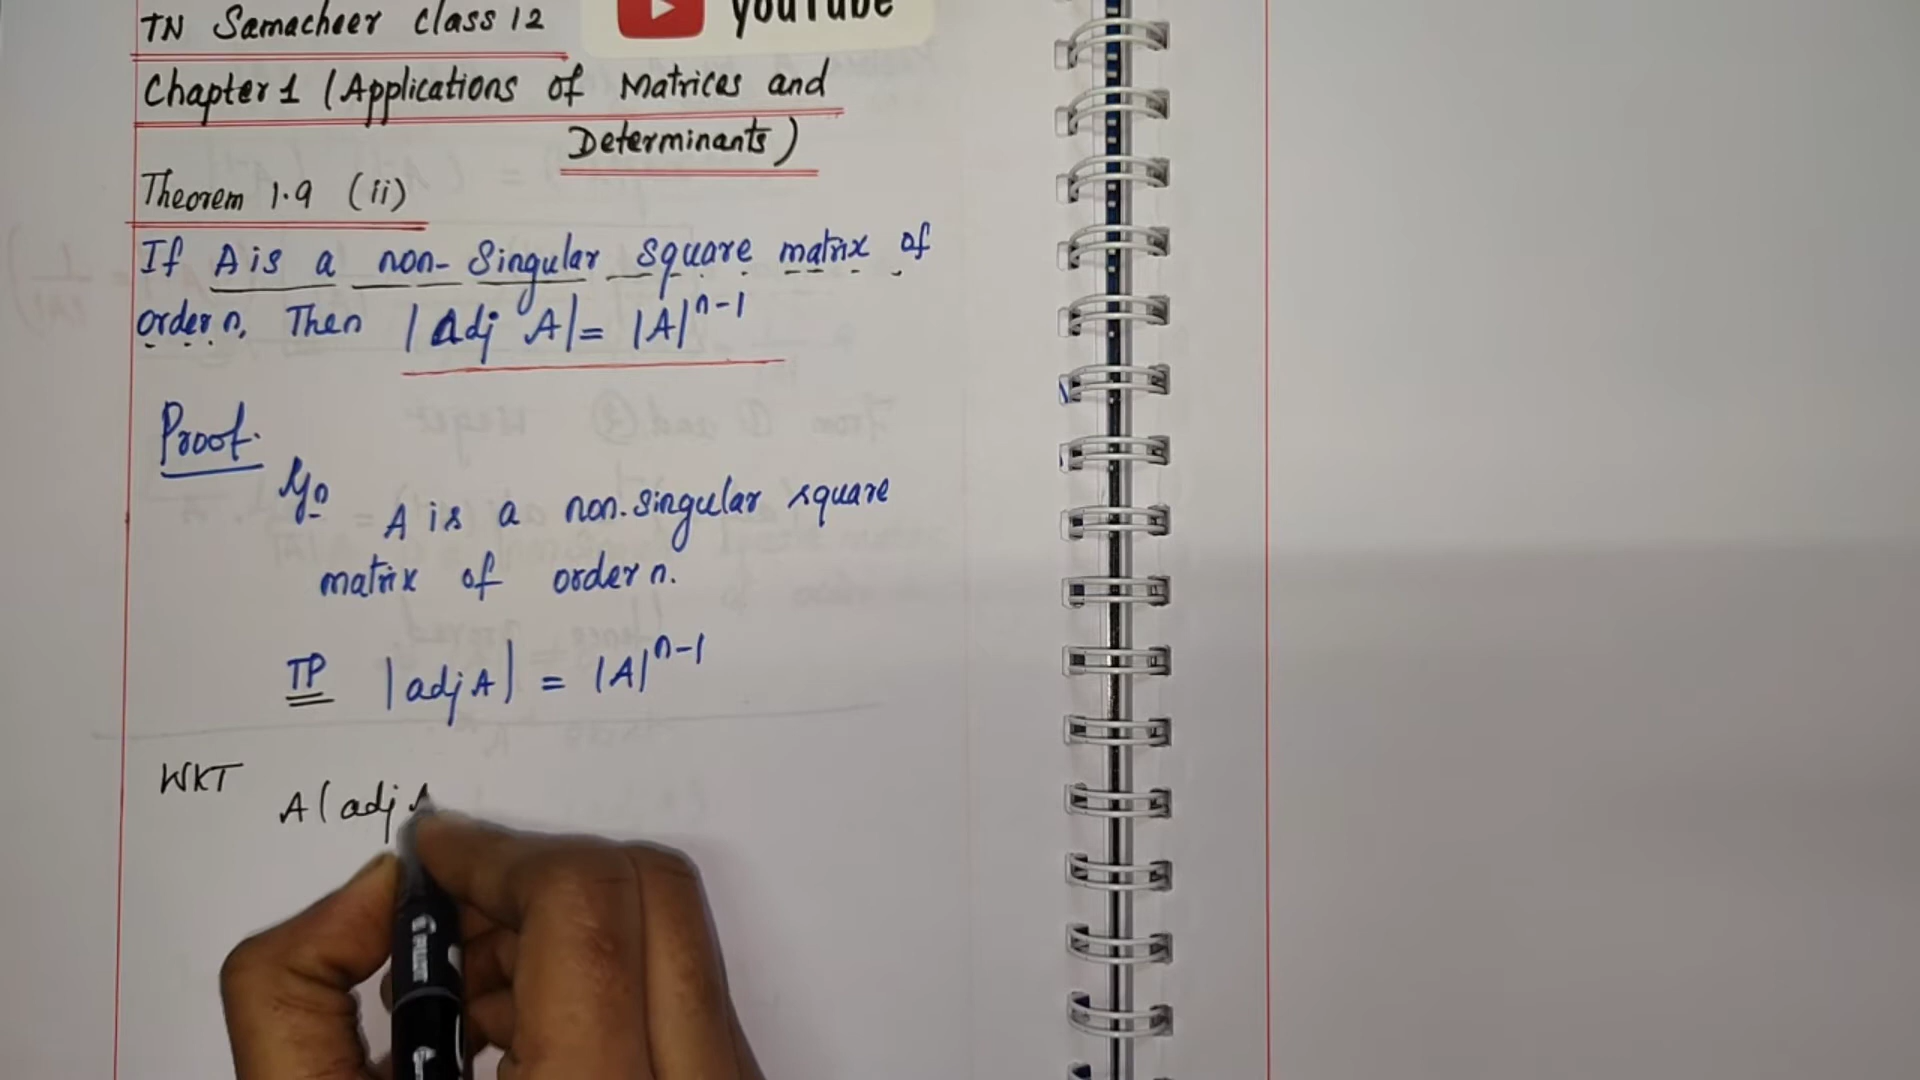 TN Samacheer Class 12
YouTube
Chapter 1 (Applications of Matrices and
Determinants)
Theorem 1.9 (ii)
If A is a non-Singular square matrix of
order n, Then |Adj A| = |A|^n-1
Proof.
A is a non-singular square
matrix of order n.
TP |adj A| = |A|^n-1
WKT
A(adj A